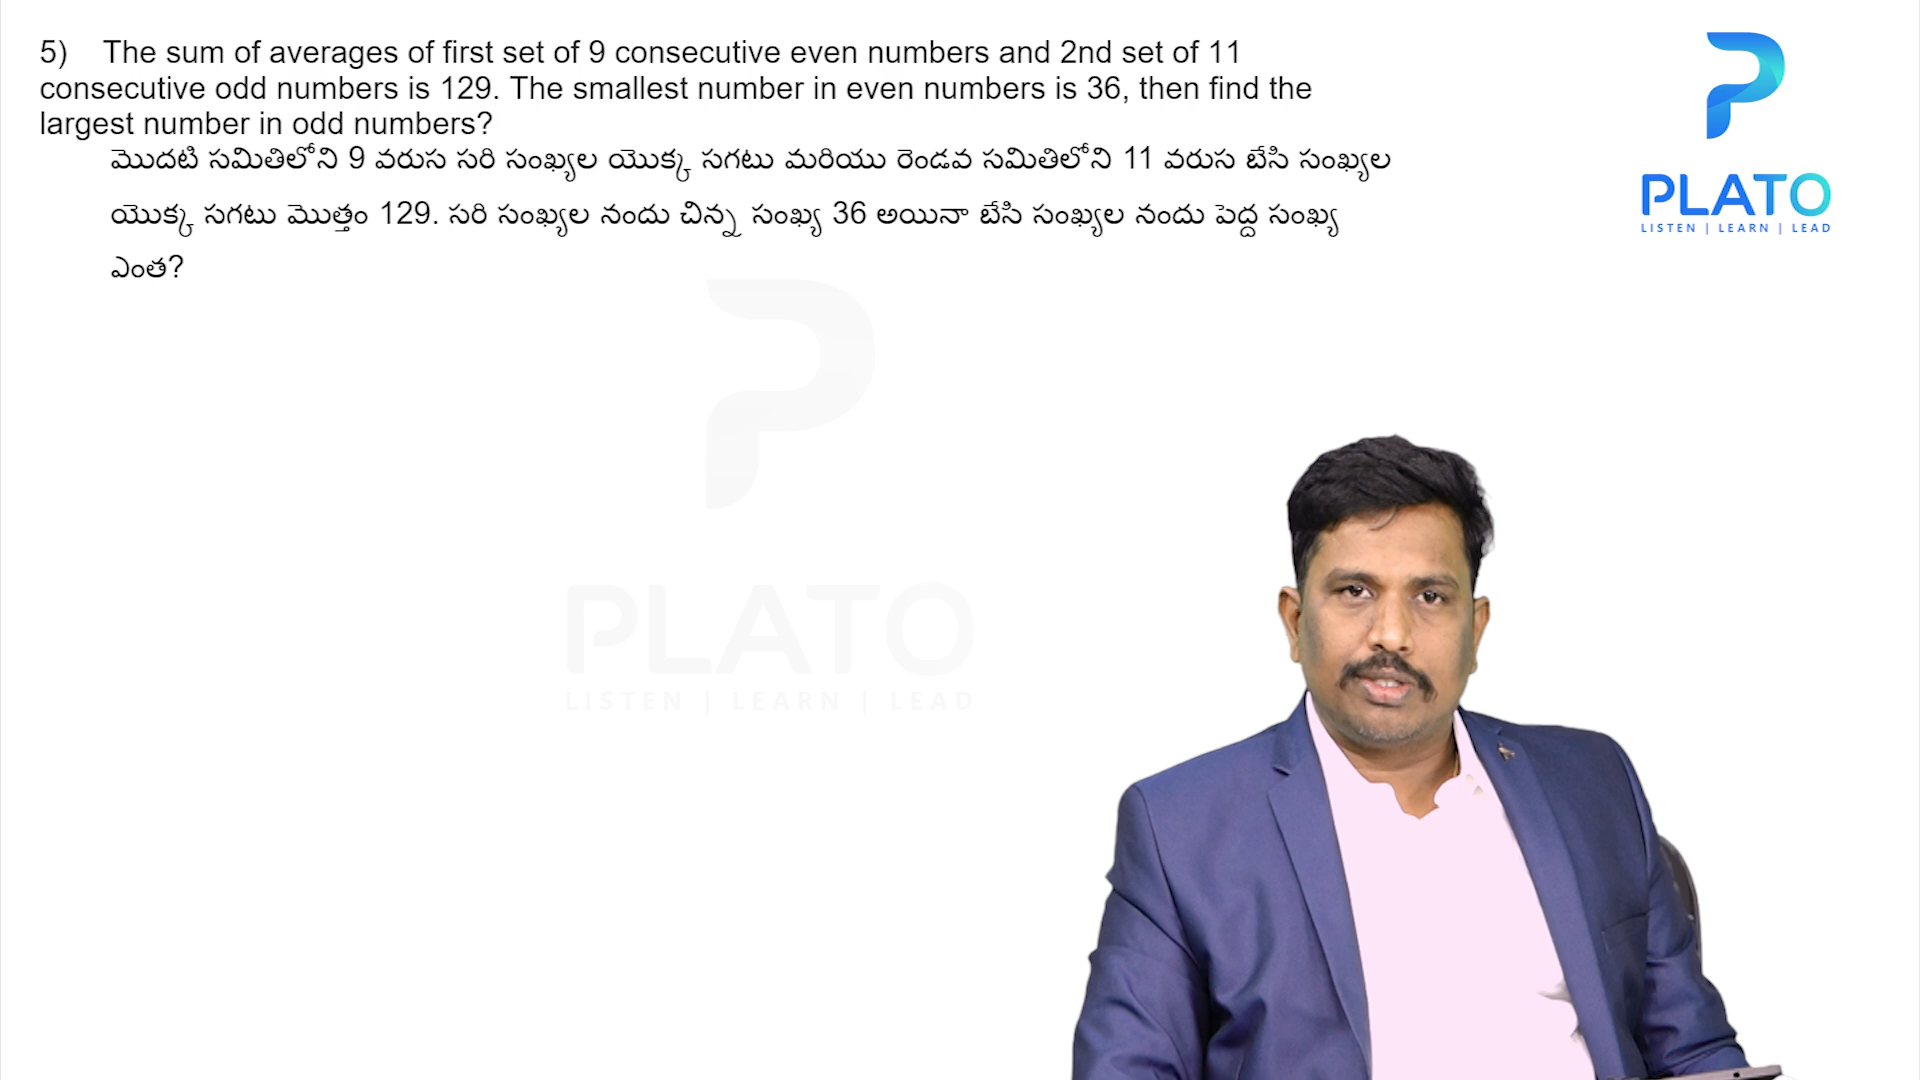 5) The sum of averages of first set of 9 consecutive even numbers and 2nd set of 11
consecutive odd numbers is 129. The smallest number in even numbers is 36, then find the
largest number in odd numbers?
మొదటి సమితిలోని 9 వరుస సరి సంఖ్యల యొక్క సగటు మరియు రెండవ సమితిలోని 11 వరుస బేసి సంఖ్యల
యొక్క సగటు మొత్తం 129. సరి సంఖ్యల నందు చిన్న సంఖ్య 36 అయినా బేసి సంఖ్యల నందు పెద్ద సంఖ్య
ఎంత?
PLATO
LISTEN | LEARN | LEAD
PLATO
LISTEN | LEARN | LEAD